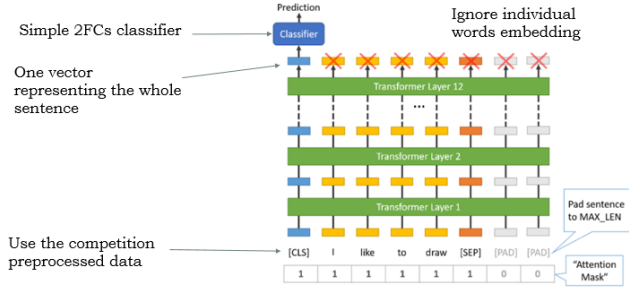 Prediction
Ignore individual
words embedding
Simple 2FCs classifier
Classifier
One vector
representing the whole
sentence
Transformer Layer 12
...
Transformer Layer 2
Transformer Layer 1
Pad sentence
to MAX_LEN
Use the competition
preprocessed data
[CLS] I like to draw [SEP] [PAD] [PAD]
1 1 1 1 1 1 0 0
"Attention
Mask"